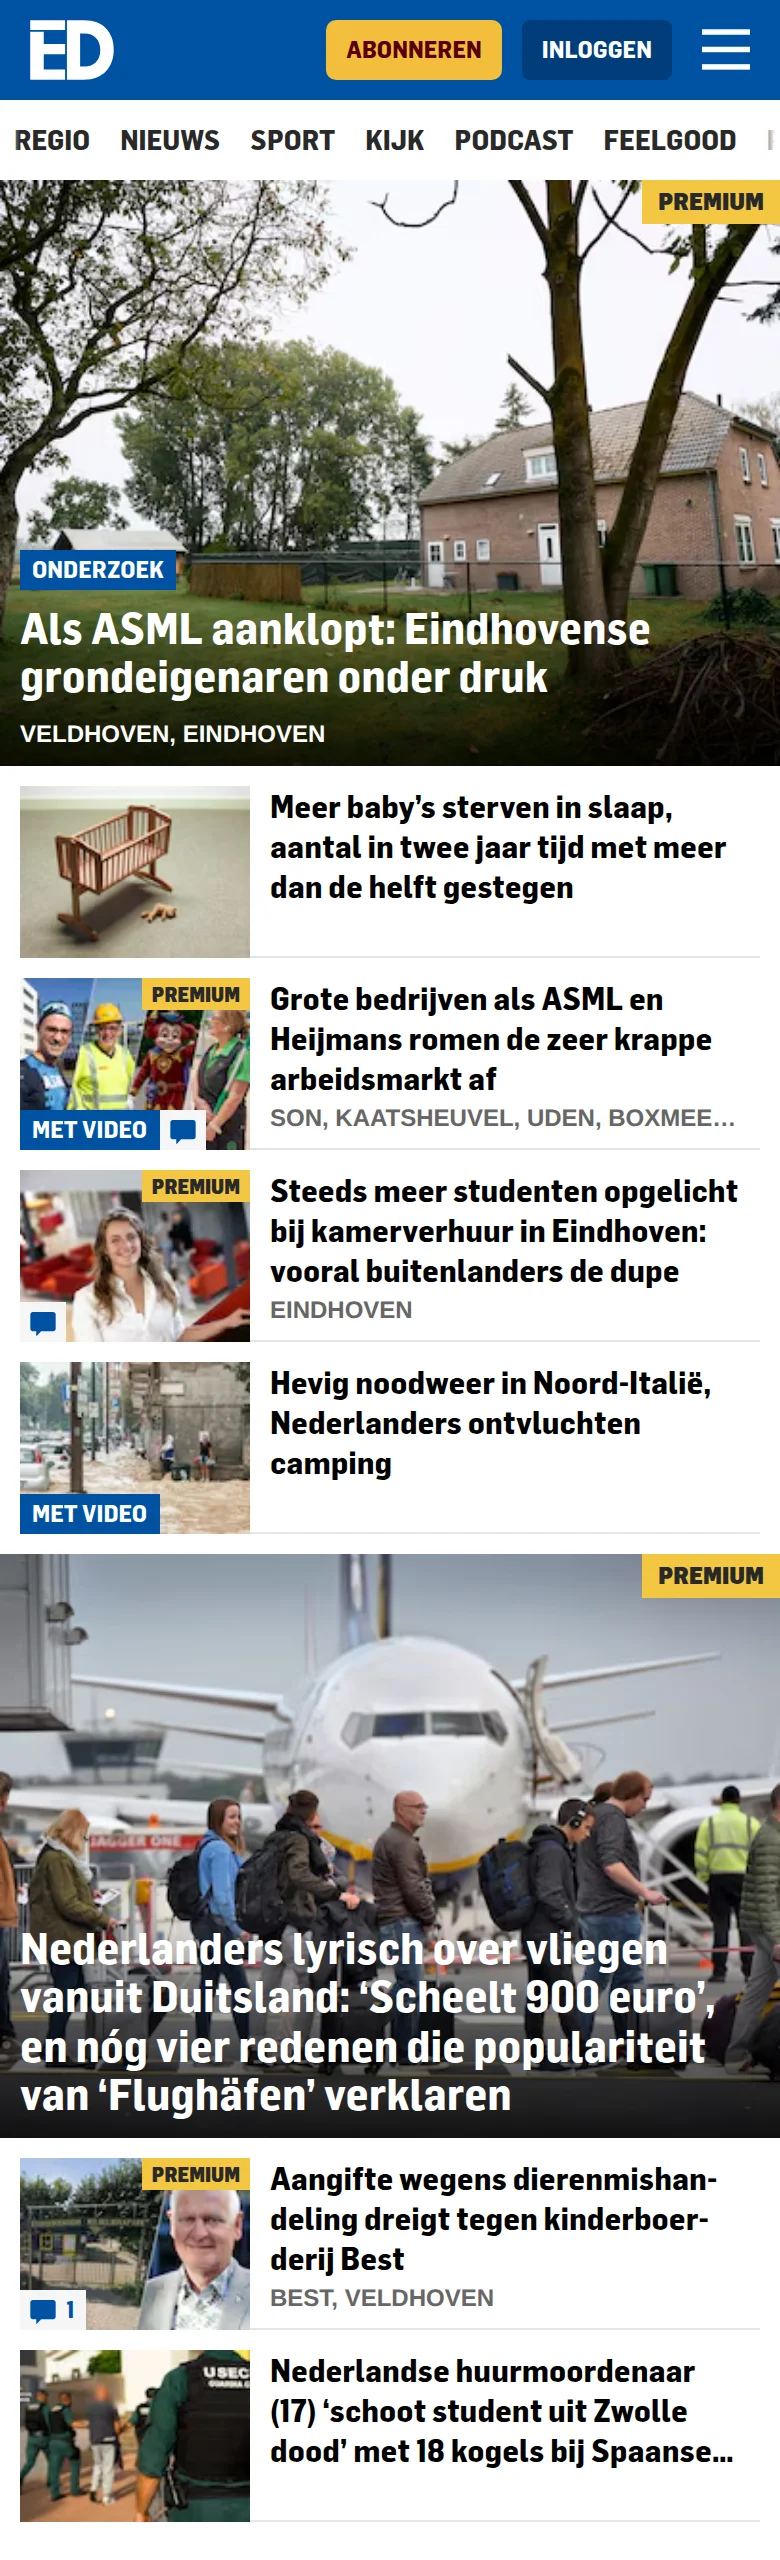 ED
ABONNEREN
INLOGGEN
REGIO NIEUWS SPORT KIJK PODCAST FEELGOOD
PREMIUM
ONDERZOEK
Als ASML aanklopt: Eindhovense
grondeigenaren onder druk
VELDHOVEN, EINDHOVEN
Meer baby’s sterven in slaap,
aantal in twee jaar tijd met meer
dan de helft gestegen
PREMIUM
MET VIDEO
Grote bedrijven als ASML en
Heijmans romen de zeer krappe
arbeidsmarkt af
SON, KAATSHEUVEL, UDEN, BOXMEE…
PREMIUM
Steeds meer studenten opgelicht
bij kamerverhuur in Eindhoven:
vooral buitenlanders de dupe
EINDHOVEN
MET VIDEO
Hevig noodweer in Noord-Italië,
Nederlanders ontvluchten
camping
PREMIUM
Nederlanders lyrisch over vliegen
vanuit Duitsland: ‘Scheelt 900 euro’,
en nóg vier redenen die populariteit
van ‘Flughäfen’ verklaren
PREMIUM
1
Aangifte wegens dierenmishan-
deling dreigt tegen kinderboer-
derij Best
BEST, VELDHOVEN
Nederlandse huurmoordenaar
(17) ‘schoot student uit Zwolle
dood’ met 18 kogels bij Spaanse...